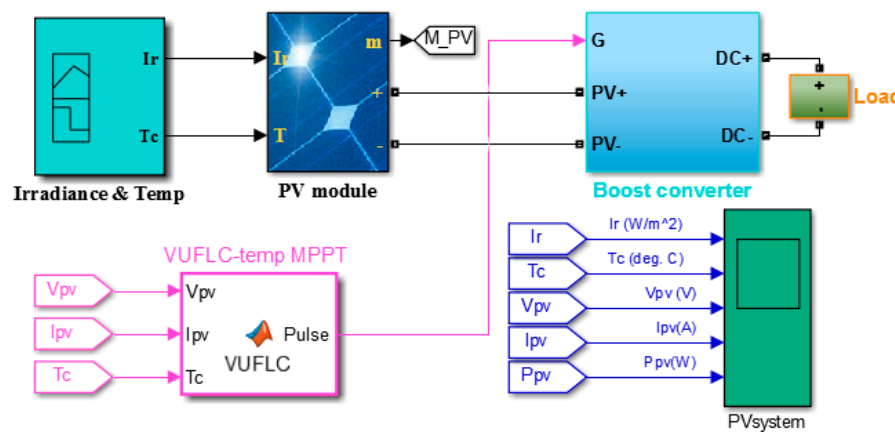 Ir
Tc
Irradiance & Temp
Ir
T
m
+
-
PV module
M_PV
G
PV+
PV-
DC+
DC-
Boost converter
+
-
Load
VUFLC-temp MPPT
Vpv
Ipv
Tc
Vpv
Ipv
Tc
VUFLC
Pulse
Ir
Ir (W/m^2)
Tc
Tc (deg. C)
Vpv
Vpv (V)
Ipv
Ipv(A)
Ppv
Ppv(W)
PVsystem